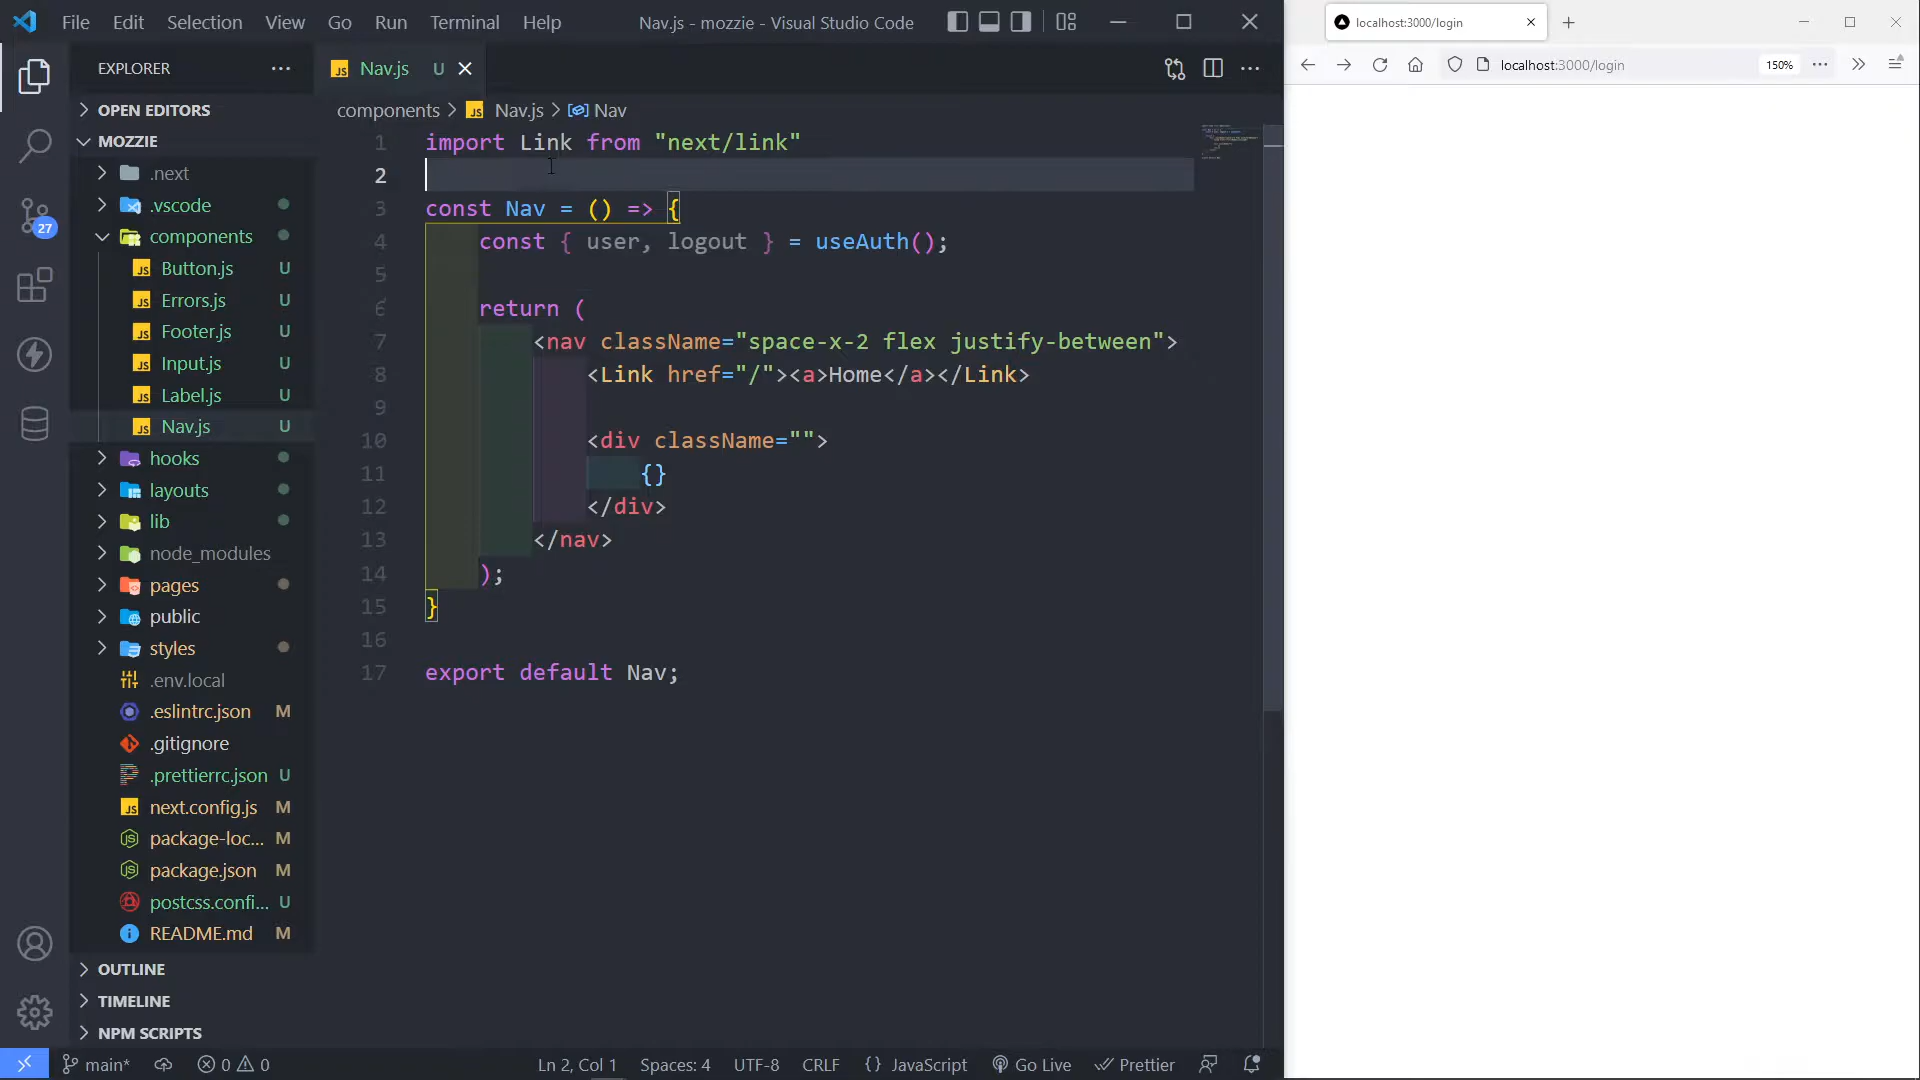 File Edit Selection View Go Run Terminal Help
Nav.js - mozzie - Visual Studio Code
EXPLORER
OPEN EDITORS
MOZZIE
.next
.vscode
components
Button.js U
Errors.js U
Footer.js U
Input.js U
Label.js U
Nav.js U
hooks
layouts
lib
node_modules
pages
public
styles
.env.local
.eslintrc.json M
.gitignore
.prettierrc.json U
next.config.js M
package-loc... M
package.json M
postcss.confi... U
README.md M
OUTLINE
TIMELINE
NPM SCRIPTS
27
Nav.js U
components > Nav.js > Nav
1 import Link from "next/link"
2
3 const Nav = () => {
4 const { user, logout } = useAuth();
5
6 return (
7 <nav className="space-x-2 flex justify-between">
8 <Link href="/"><a>Home</a></Link>
9
10 <div className="">
11 {}
12 </div>
13 </nav>
14 );
15 }
16
17 export default Nav;
main* 0 0 Ln 2, Col 1 Spaces: 4 UTF-8 CRLF {} JavaScript Go Live Prettier
localhost:3000/login
localhost:3000/login 150%